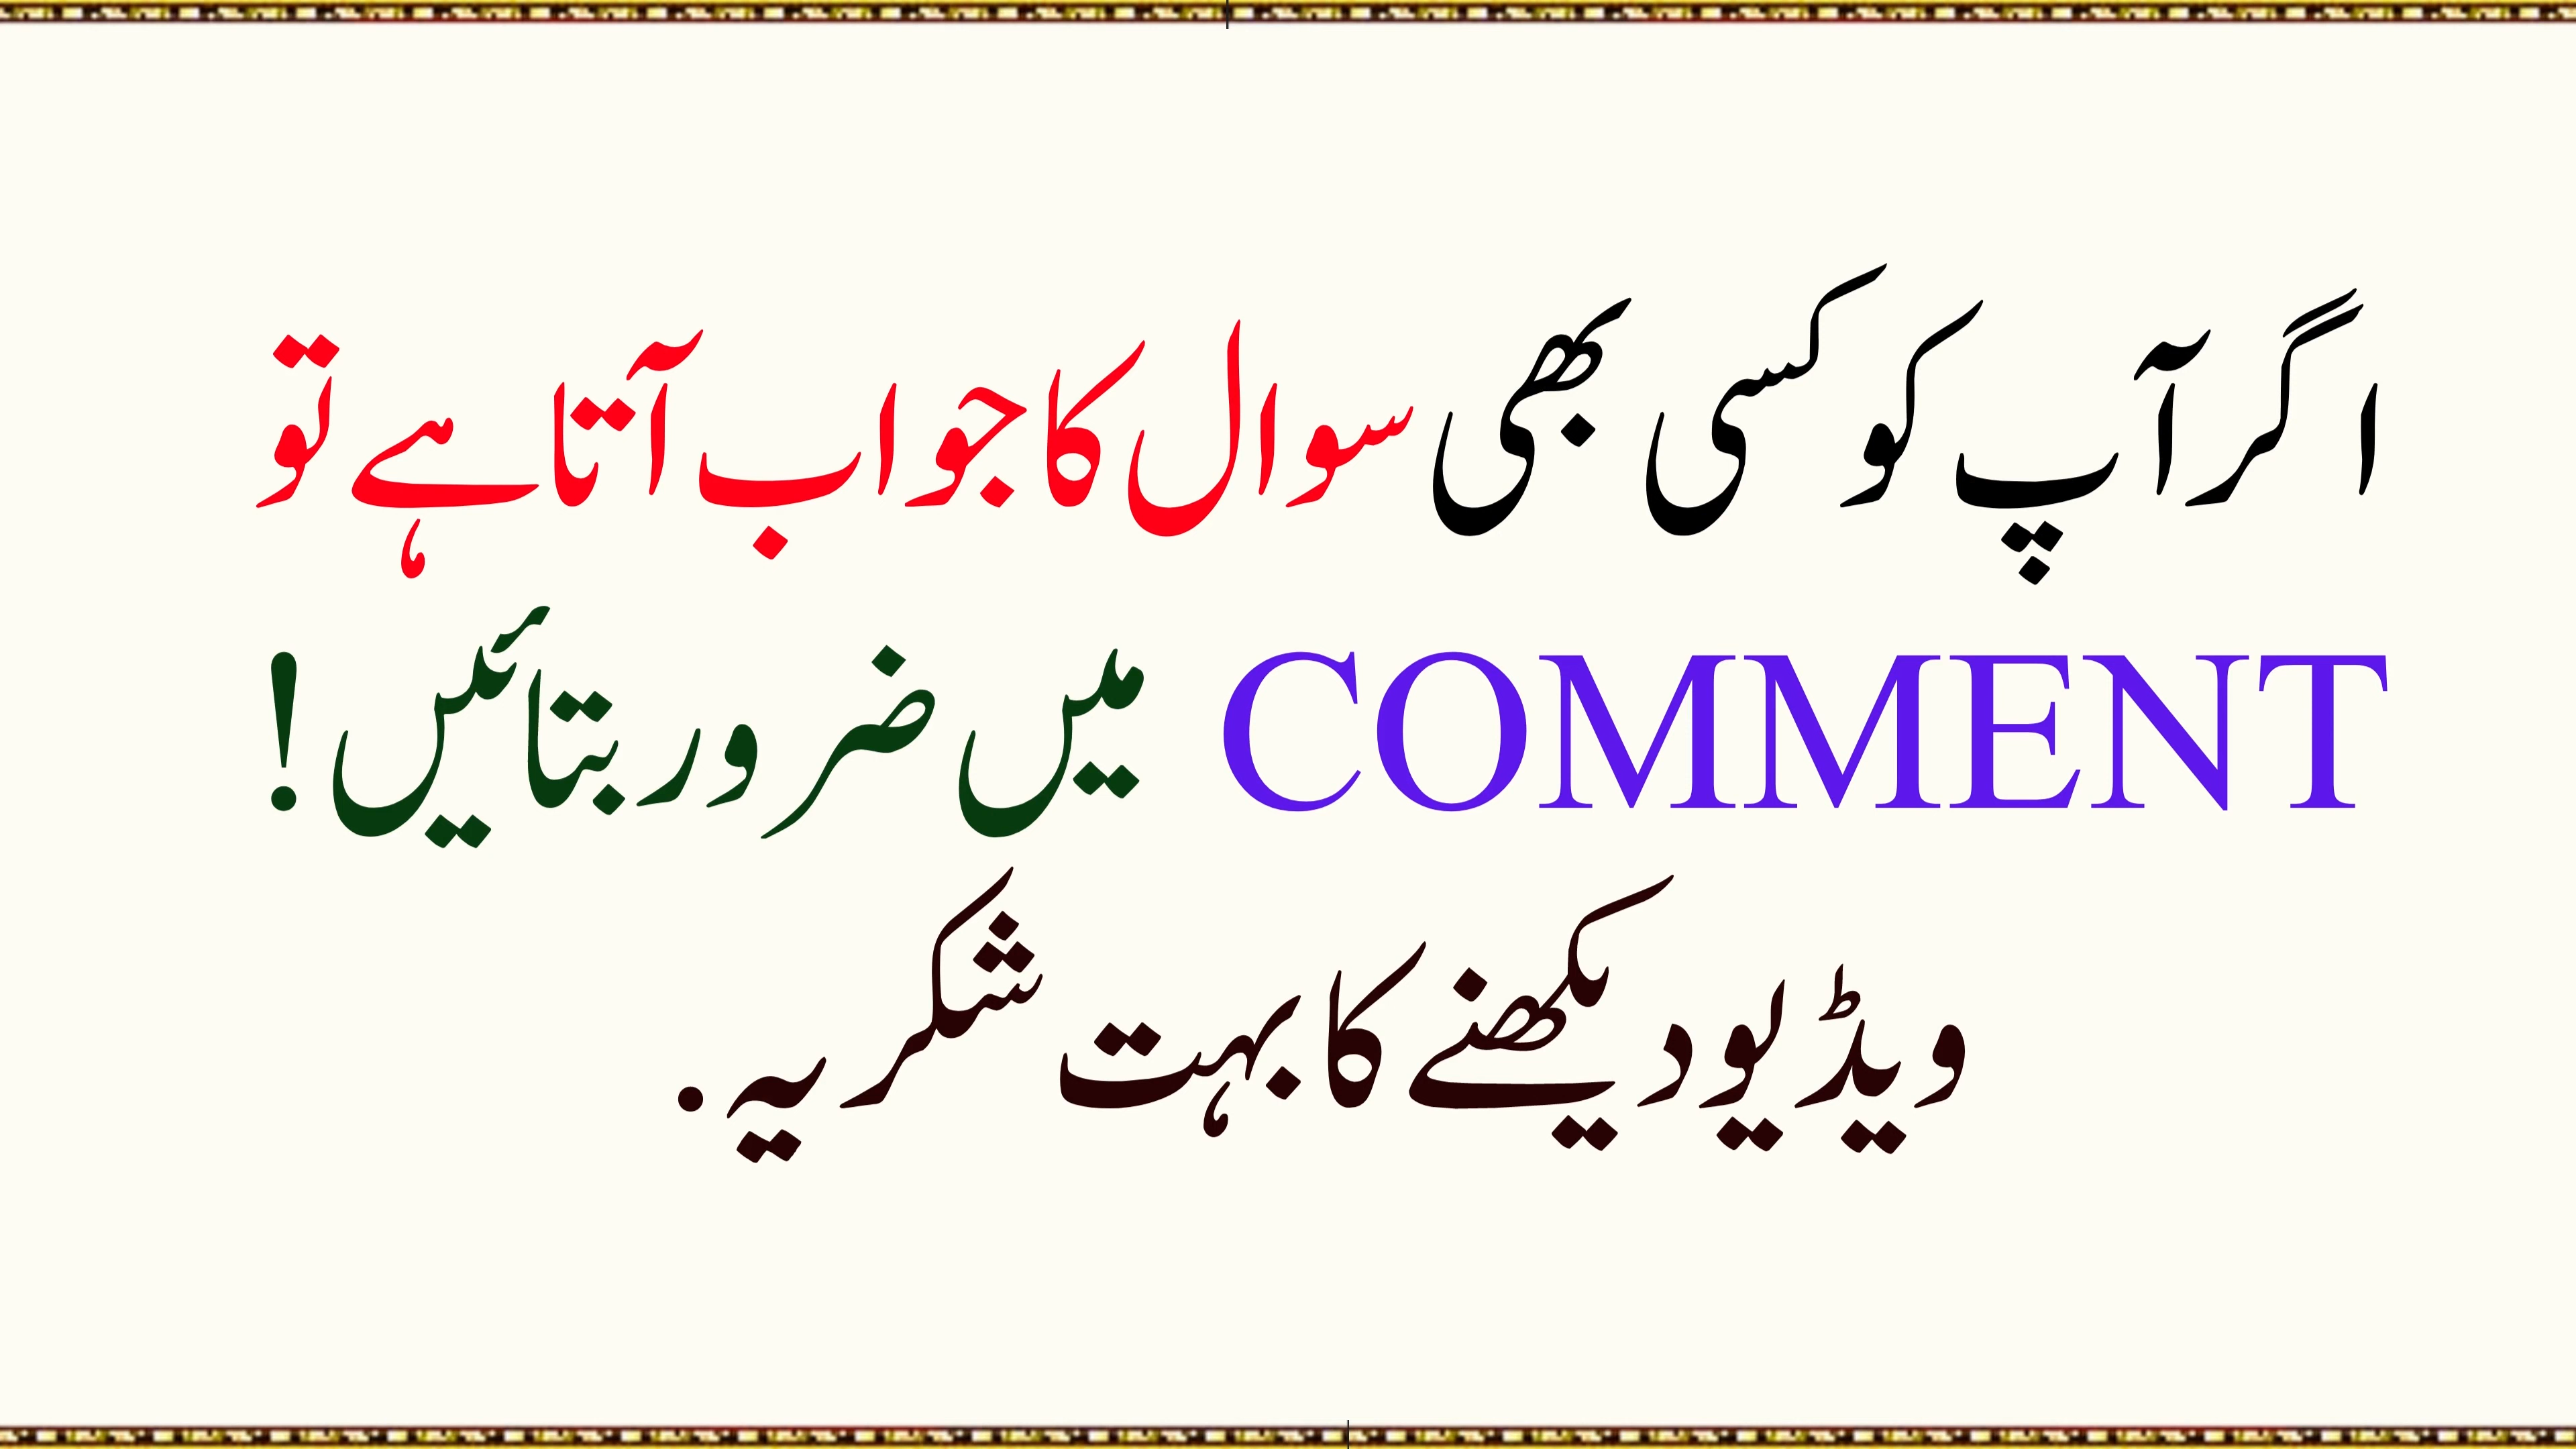 اگر آپ کو کسی بھی سوال کا جواب آتا ہے تو
COMMENT میں ضرور بتائیں !
ویڈیو دیکھنے کا بہت شکریہ .